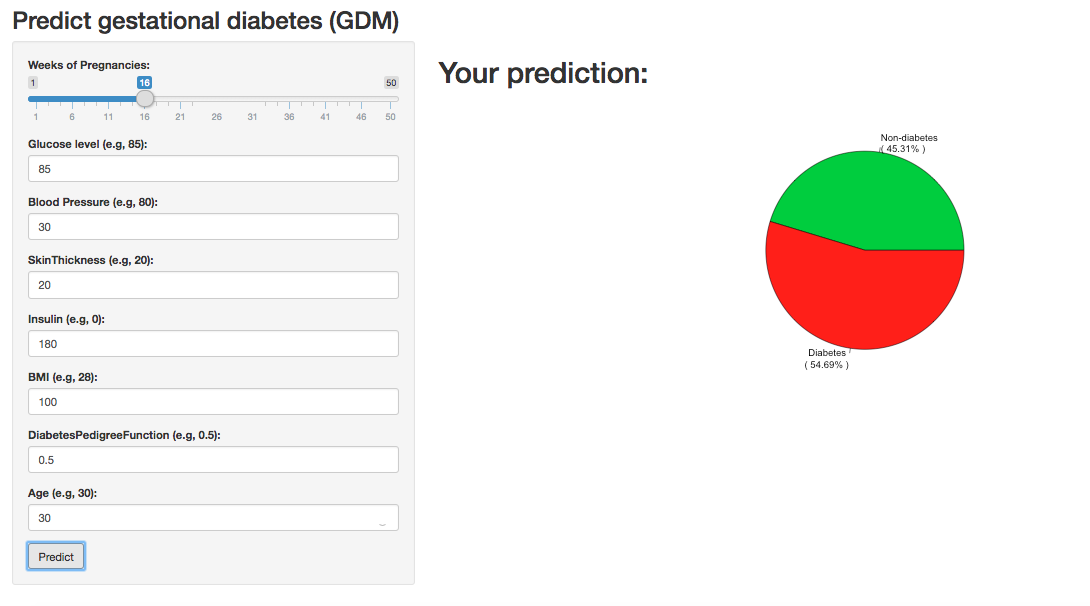 Predict gestational diabetes (GDM)
Weeks of Pregnancies:
1 16 50
1 6 11 16 21 26 31 36 41 46 50
Glucose level (e.g, 85):
85
Blood Pressure (e.g, 80):
30
SkinThickness (e.g, 20):
20
Insulin (e.g, 0):
180
BMI (e.g, 28):
100
DiabetesPedigreeFunction (e.g, 0.5):
0.5
Age (e.g, 30):
30
Predict
Your prediction:
Non-diabetes
( 45.31% )
Diabetes
( 54.69% )